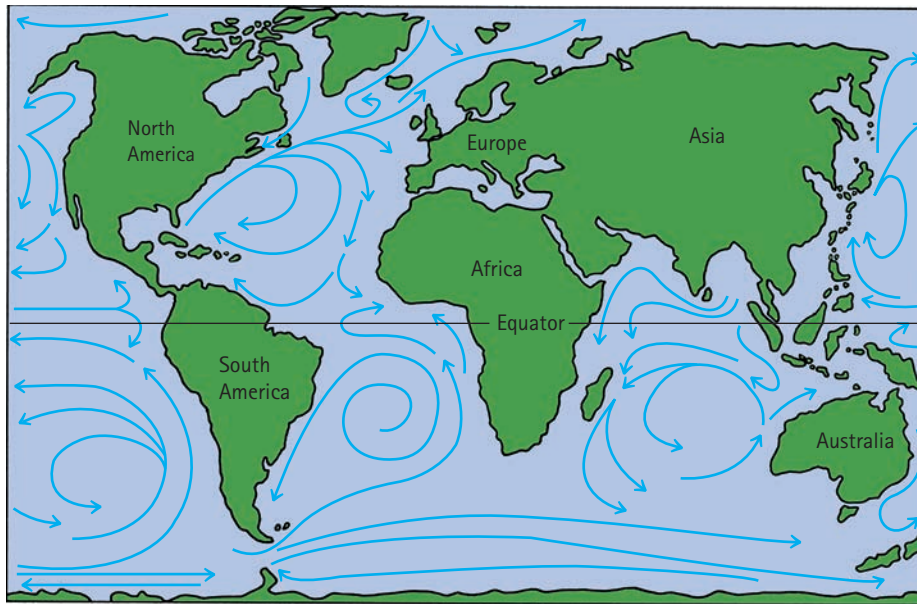 North
America
Europe
Asia
Africa
Equator
South
America
Australia